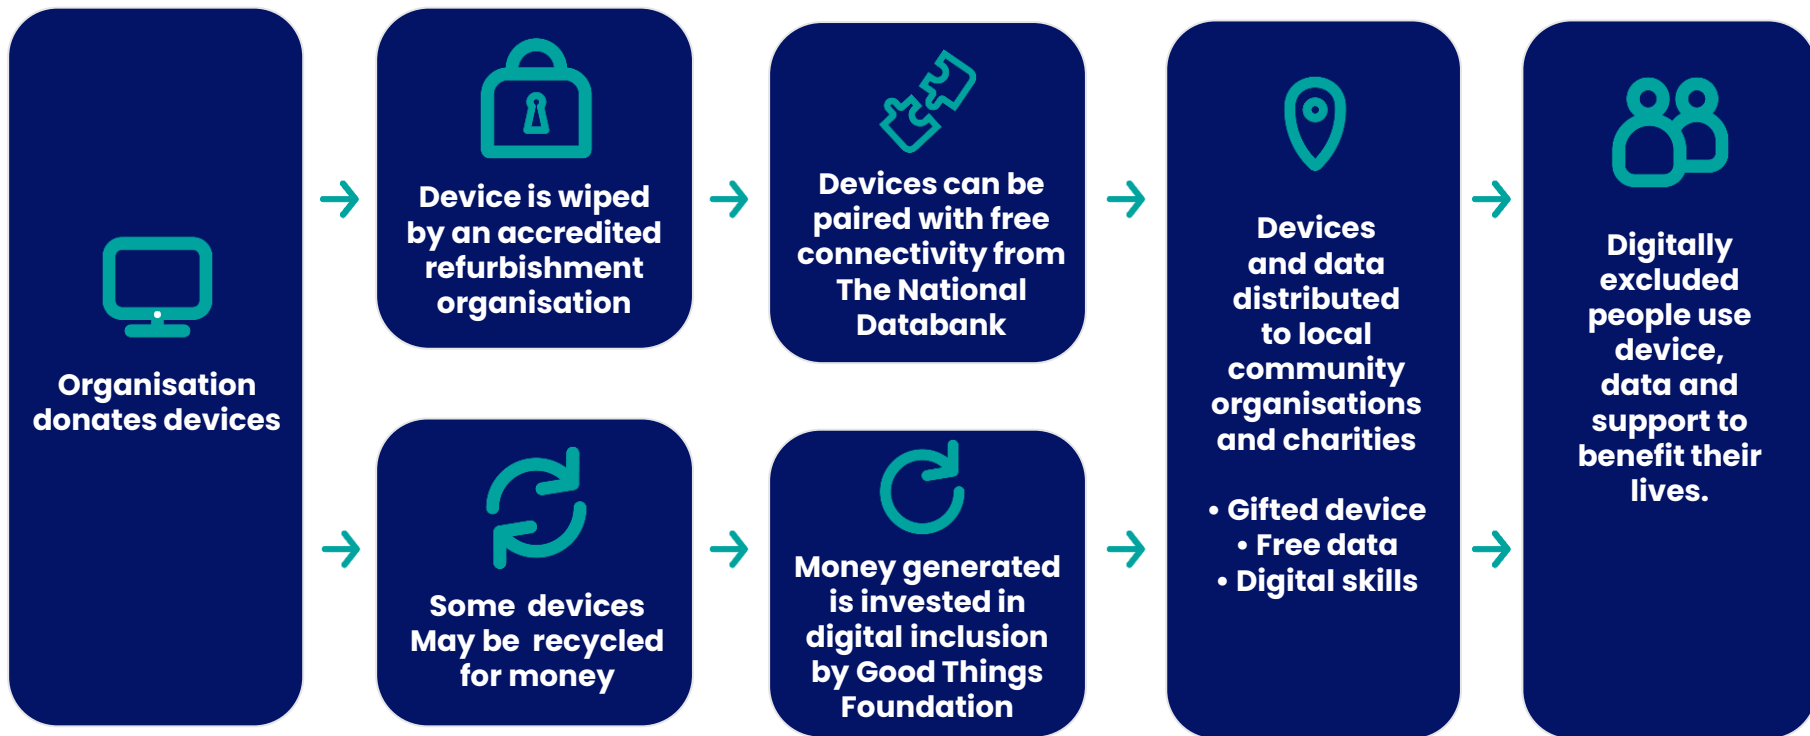 Organisation
donates devices
Device is wiped
by an accredited
refurbishment
organisation
Some devices
May be recycled
for money
Devices can be
paired with free
connectivity from
The National
Databank
Money generated
is invested in
digital inclusion
by Good Things
Foundation
Devices
and data
distributed
to local
community
organisations
and charities
• Gifted device
• Free data
• Digital skills
Digitally
excluded
people use
device,
data and
support to
benefit their
lives.